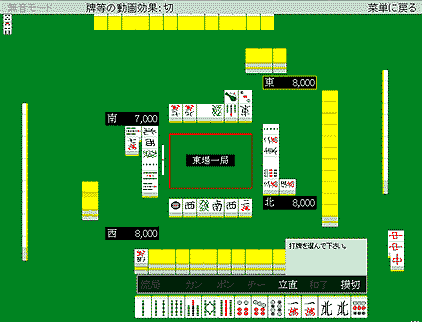 無音モード 牌等の動画効果:切 菜単に戻る
東 8,000
南 7,000
東場一局
北 8,000
西 8,000
打牌を選んで下さい。
流局 カン ポン チー 立直 和了 摸切